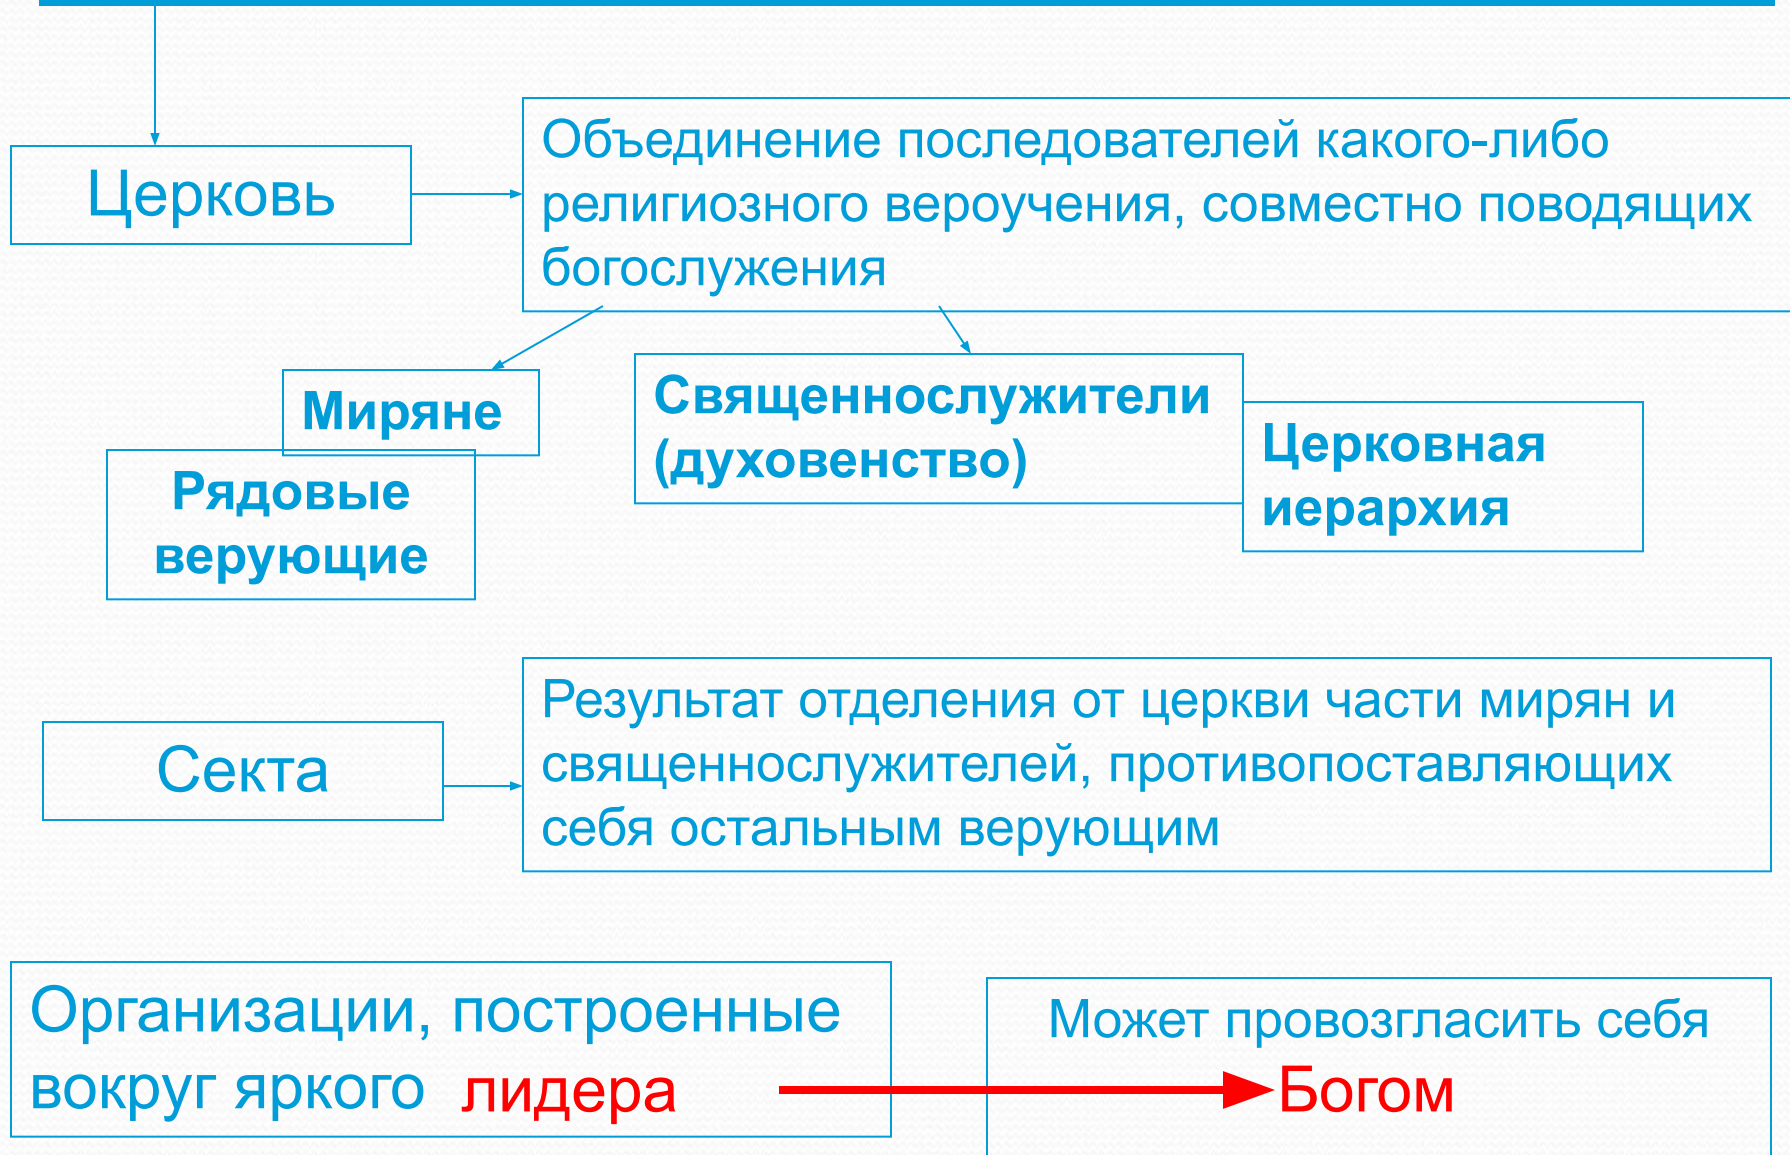 Церковь
Объединение последователей какого-либо
религиозного вероучения, совместно поводящих
богослужения
Миряне
Рядовые
верующие
Священнослужители
(духовенство)
Церковная
иерархия
Секта
Результат отделения от церкви части мирян и
священнослужителей, противопоставляющих
себя остальным верующим
Организации, построенные
вокруг яркого лидера
Может провозгласить себя
Богом